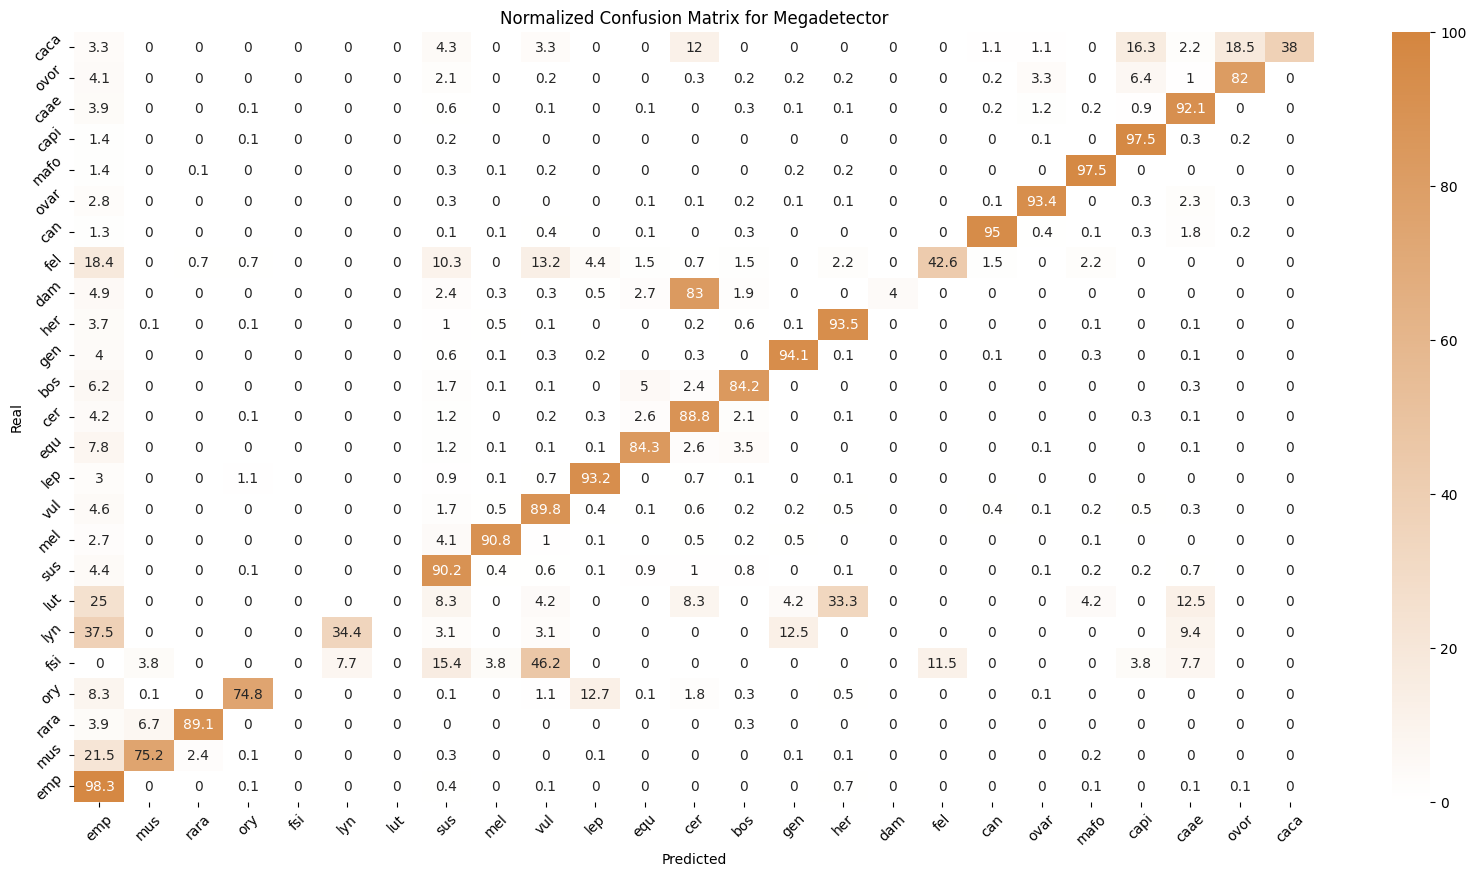 Normalized Confusion Matrix for Megadetector
caca 3.3 0 0 0 0 0 0 4.3 0 3.3 0 0 12 0 0 0 0 0 1.1 1.1 0 16.3 2.2 18.5 38 100
ovor 4.1 0 0 0 0 0 0 2.1 0 0.2 0 0 0.3 0.2 0.2 0.2 0 0 0.2 3.3 0 6.4 1 82 0
caae 3.9 0 0 0.1 0 0 0 0.6 0 0.1 0 0.1 0 0.3 0.1 0.1 0 0 0.2 1.2 0.2 0.9 92.1 0 0
capi 1.4 0 0 0.1 0 0 0 0.2 0 0 0 0 0 0 0 0 0 0 0 0.1 0 97.5 0.3 0.2 0
mafo 1.4 0 0.1 0 0 0 0 0.3 0.1 0.2 0 0 0 0 0.2 0.2 0 0 0 0 97.5 0 0 0 0
80
ovar 2.8 0 0 0 0 0 0 0.3 0 0 0 0.1 0.1 0.2 0.1 0.1 0 0 0.1 93.4 0 0.3 2.3 0.3 0
can 1.3 0 0 0 0 0 0 0.1 0.1 0.4 0 0.1 0 0.3 0 0 0 0 95 0.4 0.1 0.3 1.8 0.2 0
fel 18.4 0 0.7 0.7 0 0 0 10.3 0 13.2 4.4 1.5 0.7 1.5 0 2.2 0 42.6 1.5 0 2.2 0 0 0 0
dam 4.9 0 0 0 0 0 0 2.4 0.3 0.3 0.5 2.7 83 1.9 0 0 4 0 0 0 0 0 0 0 0
her 3.7 0.1 0 0.1 0 0 0 1 0.5 0.1 0 0 0.2 0.6 0.1 93.5 0 0 0 0 0.1 0 0.1 0 0
gen 4 0 0 0 0 0 0 0.6 0.1 0.3 0.2 0 0.3 0 94.1 0.1 0 0 0.1 0 0.3 0 0.1 0 0
60
bos 6.2 0 0 0 0 0 0 1.7 0.1 0.1 0 5 2.4 84.2 0 0 0 0 0 0 0 0 0.3 0 0
Real
cer 4.2 0 0 0.1 0 0 0 1.2 0 0.2 0.3 2.6 88.8 2.1 0 0.1 0 0 0 0 0 0.3 0.1 0 0
equ 7.8 0 0 0 0 0 0 1.2 0.1 0.1 0.1 84.3 2.6 3.5 0 0 0 0 0 0.1 0 0 0.1 0 0
lep 3 0 0 1.1 0 0 0 0.9 0.1 0.7 93.2 0 0.7 0.1 0 0.1 0 0 0 0 0 0 0 0 0
40
vul 4.6 0 0 0 0 0 0 1.7 0.5 89.8 0.4 0.1 0.6 0.2 0.2 0.5 0 0 0.4 0.1 0.2 0.5 0.3 0 0
mel 2.7 0 0 0 0 0 0 4.1 90.8 1 0.1 0 0.5 0.2 0.5 0 0 0 0 0 0.1 0 0 0 0
sus 4.4 0 0 0.1 0 0 0 90.2 0.4 0.6 0.1 0.9 1 0.8 0 0.1 0 0 0 0.1 0.2 0.2 0.7 0 0
lut 25 0 0 0 0 0 0 8.3 0 4.2 0 0 8.3 0 4.2 33.3 0 0 0 0 4.2 0 12.5 0 0
lyn 37.5 0 0 0 0 34.4 0 3.1 0 3.1 0 0 0 0 12.5 0 0 0 0 0 0 0 9.4 0 0
20
fsi 0 3.8 0 0 0 7.7 0 15.4 3.8 46.2 0 0 0 0 0 0 0 11.5 0 0 0 3.8 7.7 0 0
ory 8.3 0.1 0 74.8 0 0 0 0.1 0 1.1 12.7 0.1 1.8 0.3 0 0.5 0 0 0 0.1 0 0 0 0 0
rara 3.9 6.7 89.1 0 0 0 0 0 0 0 0 0 0 0.3 0 0 0 0 0 0 0 0 0 0 0
mus 21.5 75.2 2.4 0.1 0 0 0 0.3 0 0 0.1 0 0 0 0.1 0.1 0 0 0 0 0.2 0 0 0 0
emp 98.3 0 0 0.1 0 0 0 0.4 0 0.1 0 0 0 0 0 0.7 0 0 0 0 0.1 0 0.1 0.1 0
0
emp mus rara ory fsi lyn lut sus mel vul lep equ cer bos gen her dam fel can ovar mafo capi caae ovor caca
Predicted